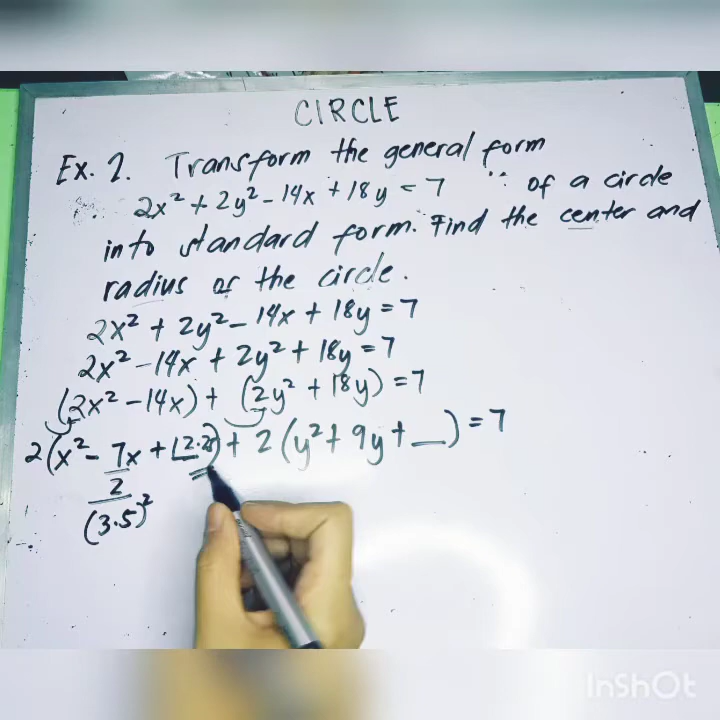 CIRCLE
Ex. 2. Transform the general form
2x² + 2y² - 14x + 18y = 7 of a circle
into standard form. Find the center and
radius of the circle.
2x² + 2y² - 14x + 18y = 7
2x² - 14x + 2y² + 18y = 7
(2x² - 14x) + (2y² + 18y) = 7
2(x² - 7x + 12.25) + 2(y² + 9y + __) = 7
2
(3.5)²
InShOt